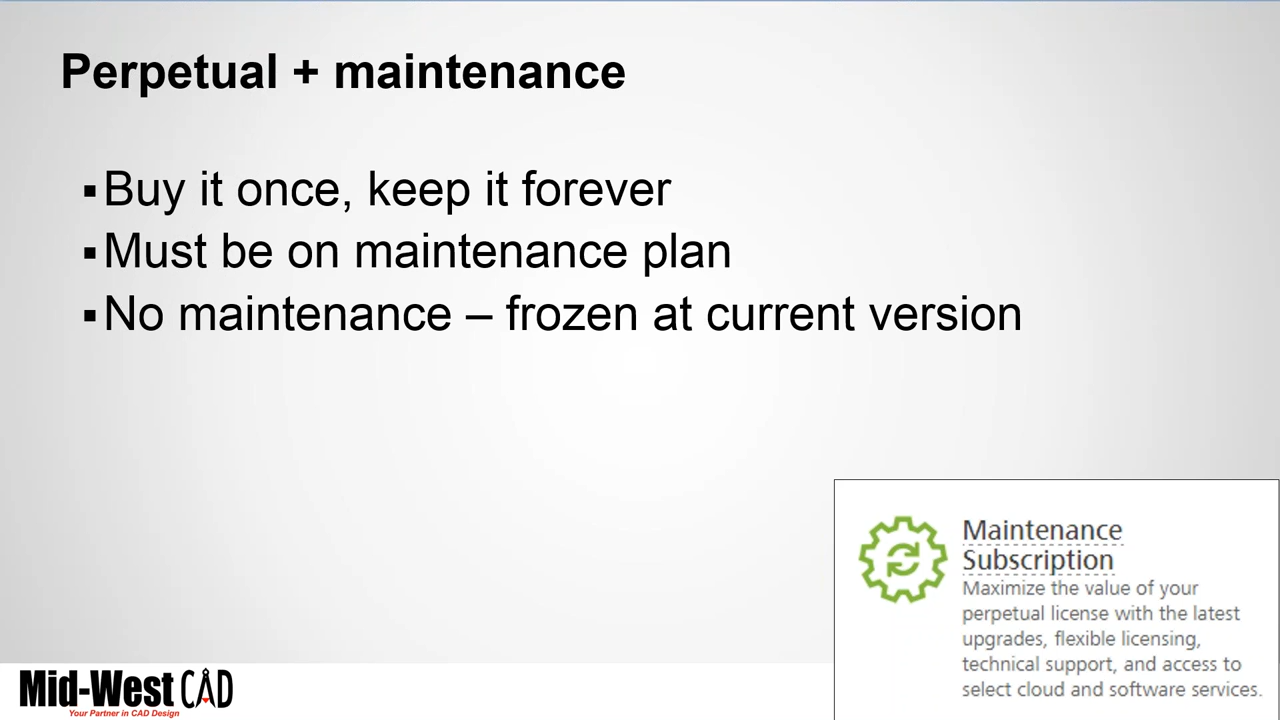 Perpetual + maintenance
▪Buy it once, keep it forever
▪Must be on maintenance plan
▪No maintenance – frozen at current version
Maintenance
Subscription
Maximize the value of your
perpetual license with the latest
upgrades, flexible licensing,
technical support, and access to
select cloud and software services.
Mid-West CAD
Your Partner in CAD Design